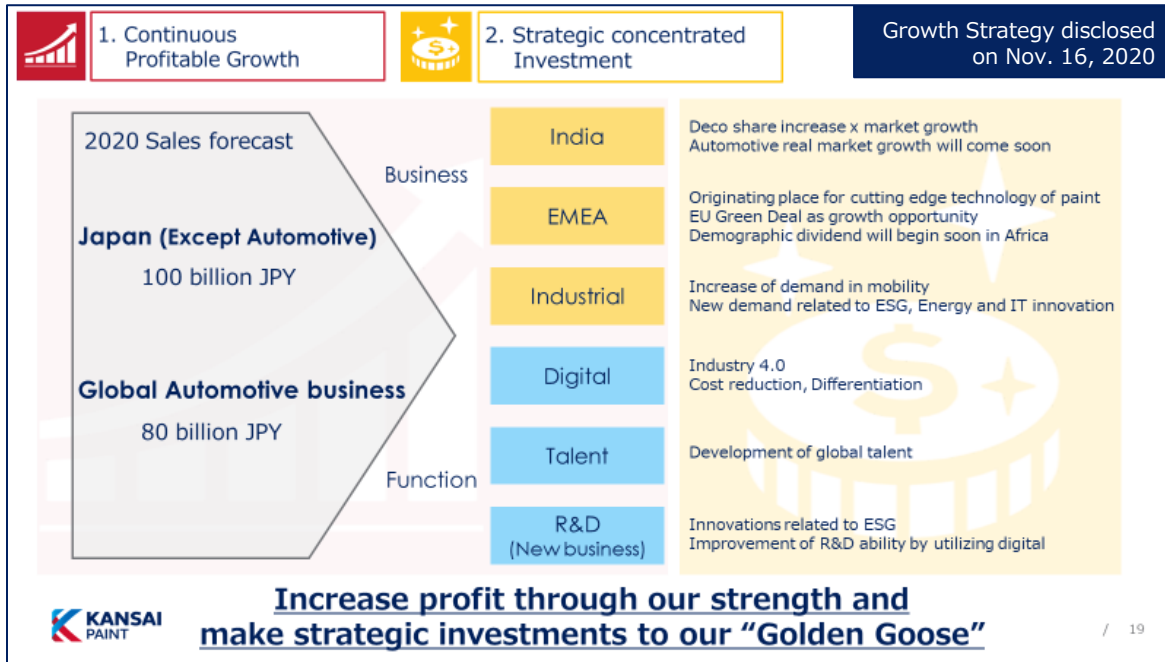 1. Continuous
Profitable Growth
2. Strategic concentrated
Investment
Growth Strategy disclosed
on Nov. 16, 2020
2020 Sales forecast
Japan (Except Automotive)
100 billion JPY
Global Automotive business
80 billion JPY
Business
India
Deco share increase x market growth
Automotive real market growth will come soon
EMEA
Originating place for cutting edge technology of paint
EU Green Deal as growth opportunity
Demographic dividend will begin soon in Africa
Industrial
Increase of demand in mobility
New demand related to ESG, Energy and IT innovation
Function
Digital
Industry 4.0
Cost reduction, Differentiation
Talent
Development of global talent
R&D
(New business)
Innovations related to ESG
Improvement of R&D ability by utilizing digital
Increase profit through our strength and
make strategic investments to our “Golden Goose”
KANSAI
PAINT
/ 19